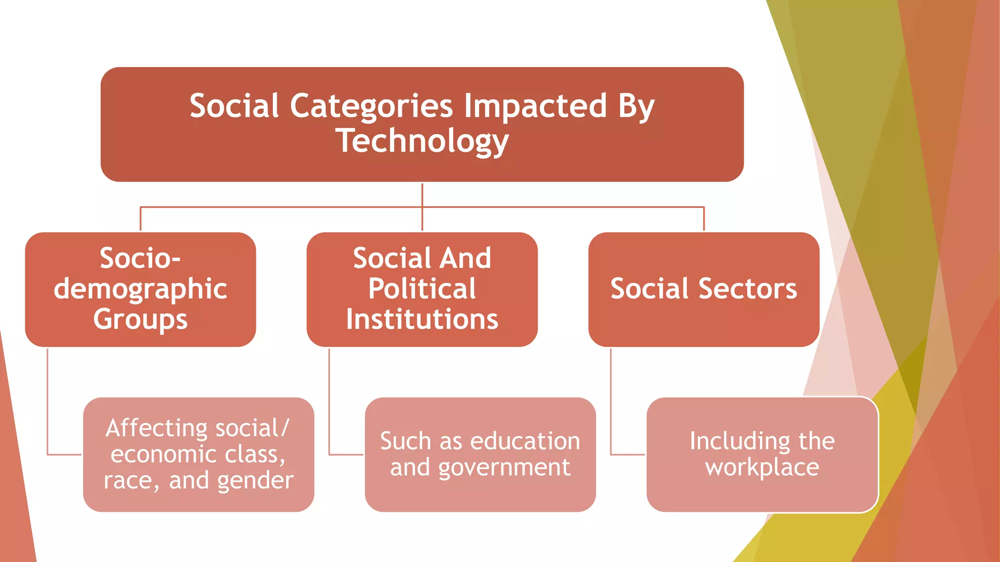 Social Categories Impacted By
Technology
Socio-
demographic
Groups
Social And
Political
Institutions
Social Sectors
Affecting social/
economic class,
race, and gender
Such as education
and government
Including the
workplace